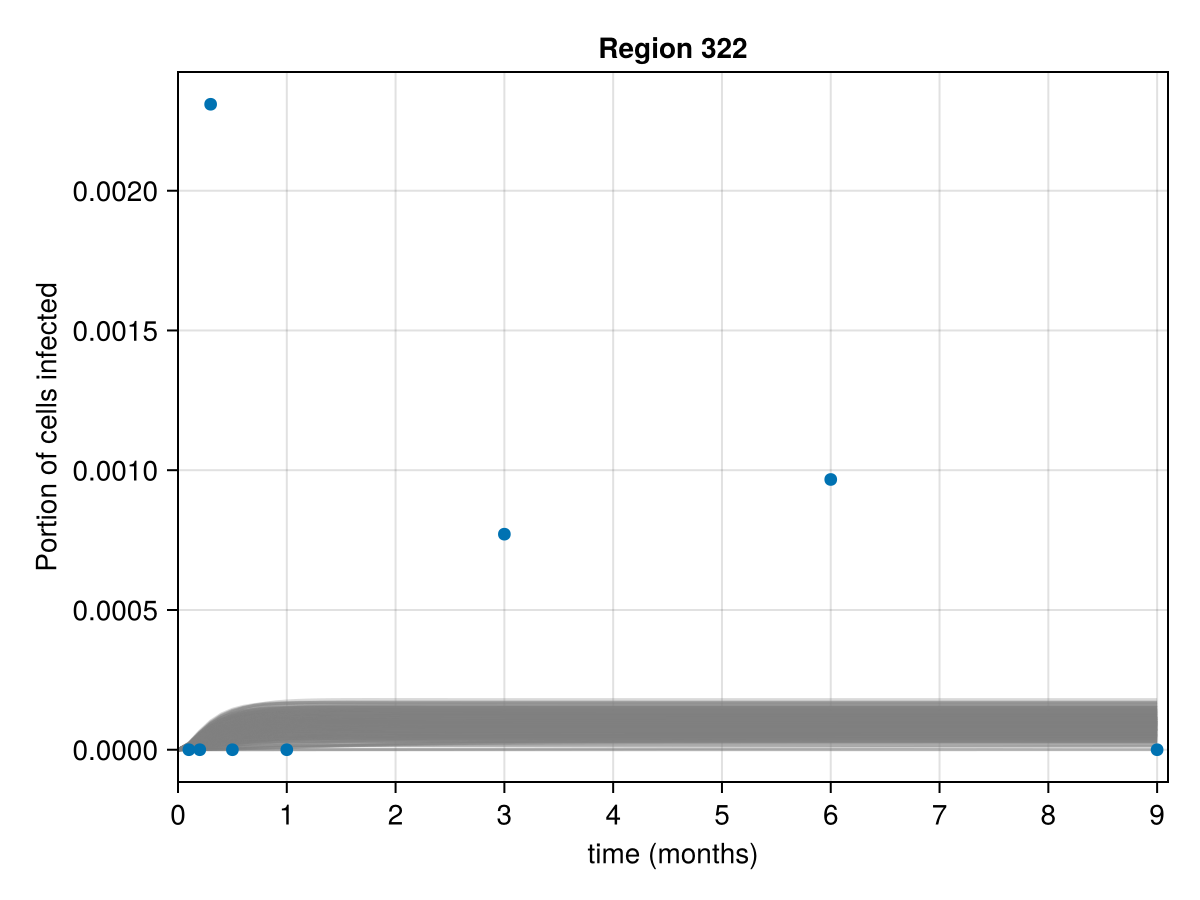 Region 322
Portion of cells infected
0.0020
0.0015
0.0010
0.0005
0.0000
0 1 2 3 4 5 6 7 8 9
time (months)